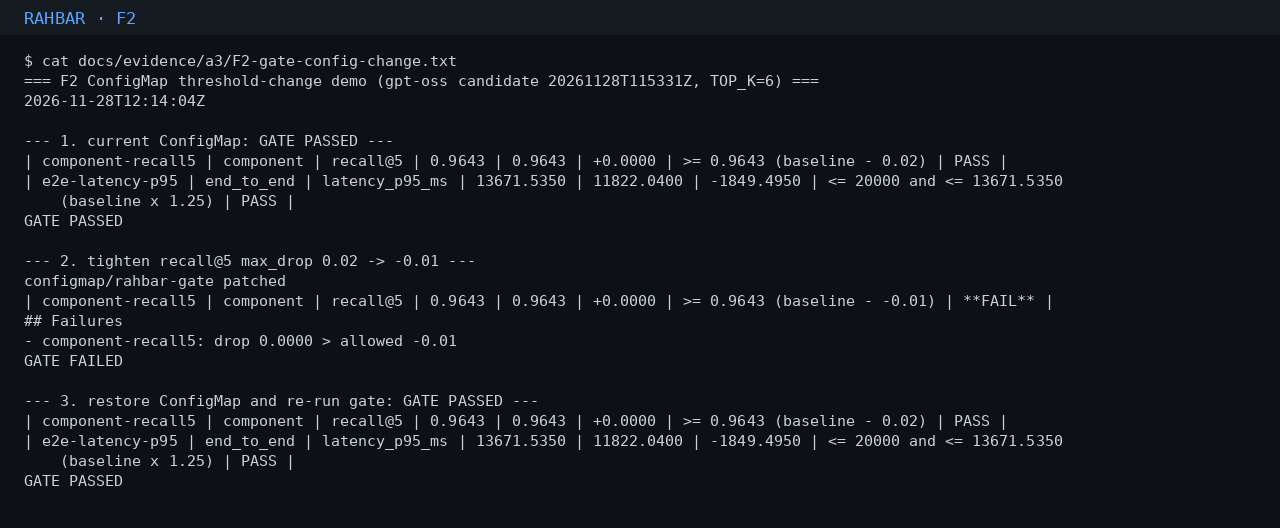 RAHBAR · F2
$ cat docs/evidence/a3/F2-gate-config-change.txt
=== F2 ConfigMap threshold-change demo (gpt-oss candidate 20261128T115331Z, TOP_K=6) ===
2026-11-28T12:14:04Z
--- 1. current ConfigMap: GATE PASSED ---
| component-recall5 | component | recall@5 | 0.9643 | 0.9643 | +0.0000 | >= 0.9643 (baseline - 0.02) | PASS |
| e2e-latency-p95 | end_to_end | latency_p95_ms | 13671.5350 | 11822.0400 | -1849.4950 | <= 20000 and <= 13671.5350
(baseline x 1.25) | PASS |
GATE PASSED
--- 2. tighten recall@5 max_drop 0.02 -> -0.01 ---
configmap/rahbar-gate patched
| component-recall5 | component | recall@5 | 0.9643 | 0.9643 | +0.0000 | >= 0.9643 (baseline - -0.01) | **FAIL** |
## Failures
- component-recall5: drop 0.0000 > allowed -0.01
GATE FAILED
--- 3. restore ConfigMap and re-run gate: GATE PASSED ---
| component-recall5 | component | recall@5 | 0.9643 | 0.9643 | +0.0000 | >= 0.9643 (baseline - 0.02) | PASS |
| e2e-latency-p95 | end_to_end | latency_p95_ms | 13671.5350 | 11822.0400 | -1849.4950 | <= 20000 and <= 13671.5350
(baseline x 1.25) | PASS |
GATE PASSED